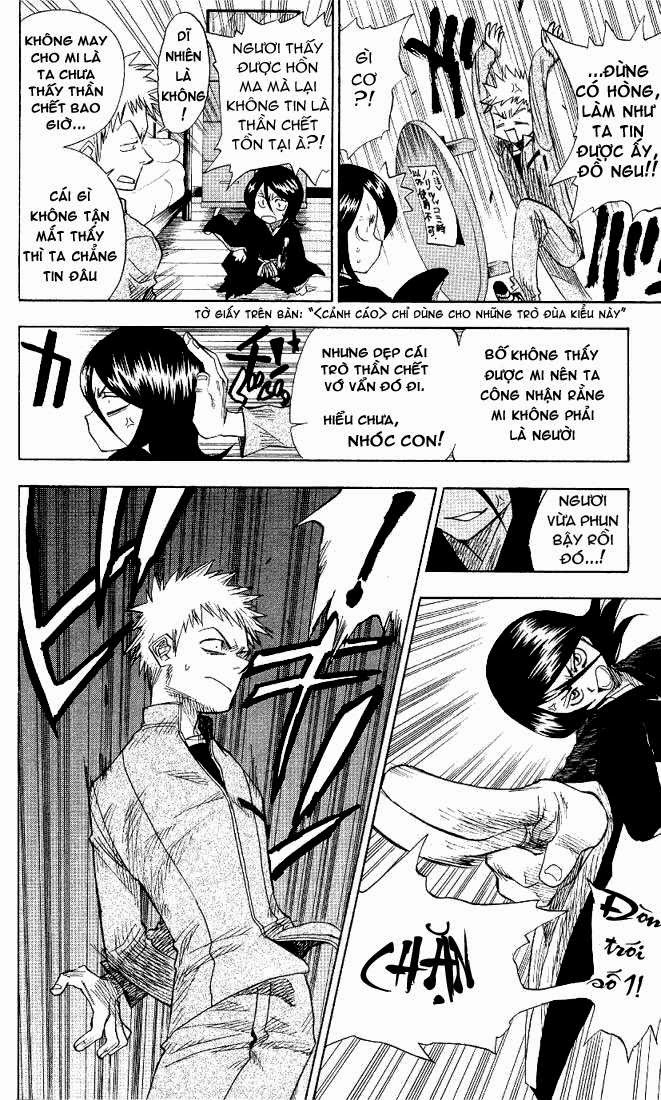 ...ĐỪNG
CÓ HÒNG,
LÀM NHƯ
TA TIN
ĐƯỢC ẤY,
ĐỒ NGU!!
GÌ
CƠ
?!
NGƯƠI THẤY
ĐƯỢC HỒN
MA MÀ LẠI
KHÔNG TIN LÀ
THẦN CHẾT
TỒN TẠI À?!
DĨ
NHIÊN
LÀ
KHÔNG!
KHÔNG MAY
CHO MI LÀ
TA CHƯA
THẤY THẦN
CHẾT BAO
GIỜ...
CÁI GÌ
KHÔNG TẬN
MẮT THẤY
THÌ TA CHẲNG
TIN ĐÂU
TỜ GIẤY TRÊN BÀN: "<CẢNH CÁO> CHỈ DÙNG CHO NHỮNG TRÒ ĐÙA KIỂU NÀY"
BỐ KHÔNG THẤY
ĐƯỢC MI NÊN TA
CÔNG NHẬN RẰNG
MI KHÔNG PHẢI
LÀ NGƯỜI
NHƯNG DẸP CÁI
TRÒ THẦN CHẾT
VỚ VẨN ĐÓ ĐI.
HIỂU CHƯA,
NHÓC CON!
NGƯƠI
VỪA PHUN
BẬY RỒI
ĐÓ...!
Đòn
trói
số 1!
CHẶN
!